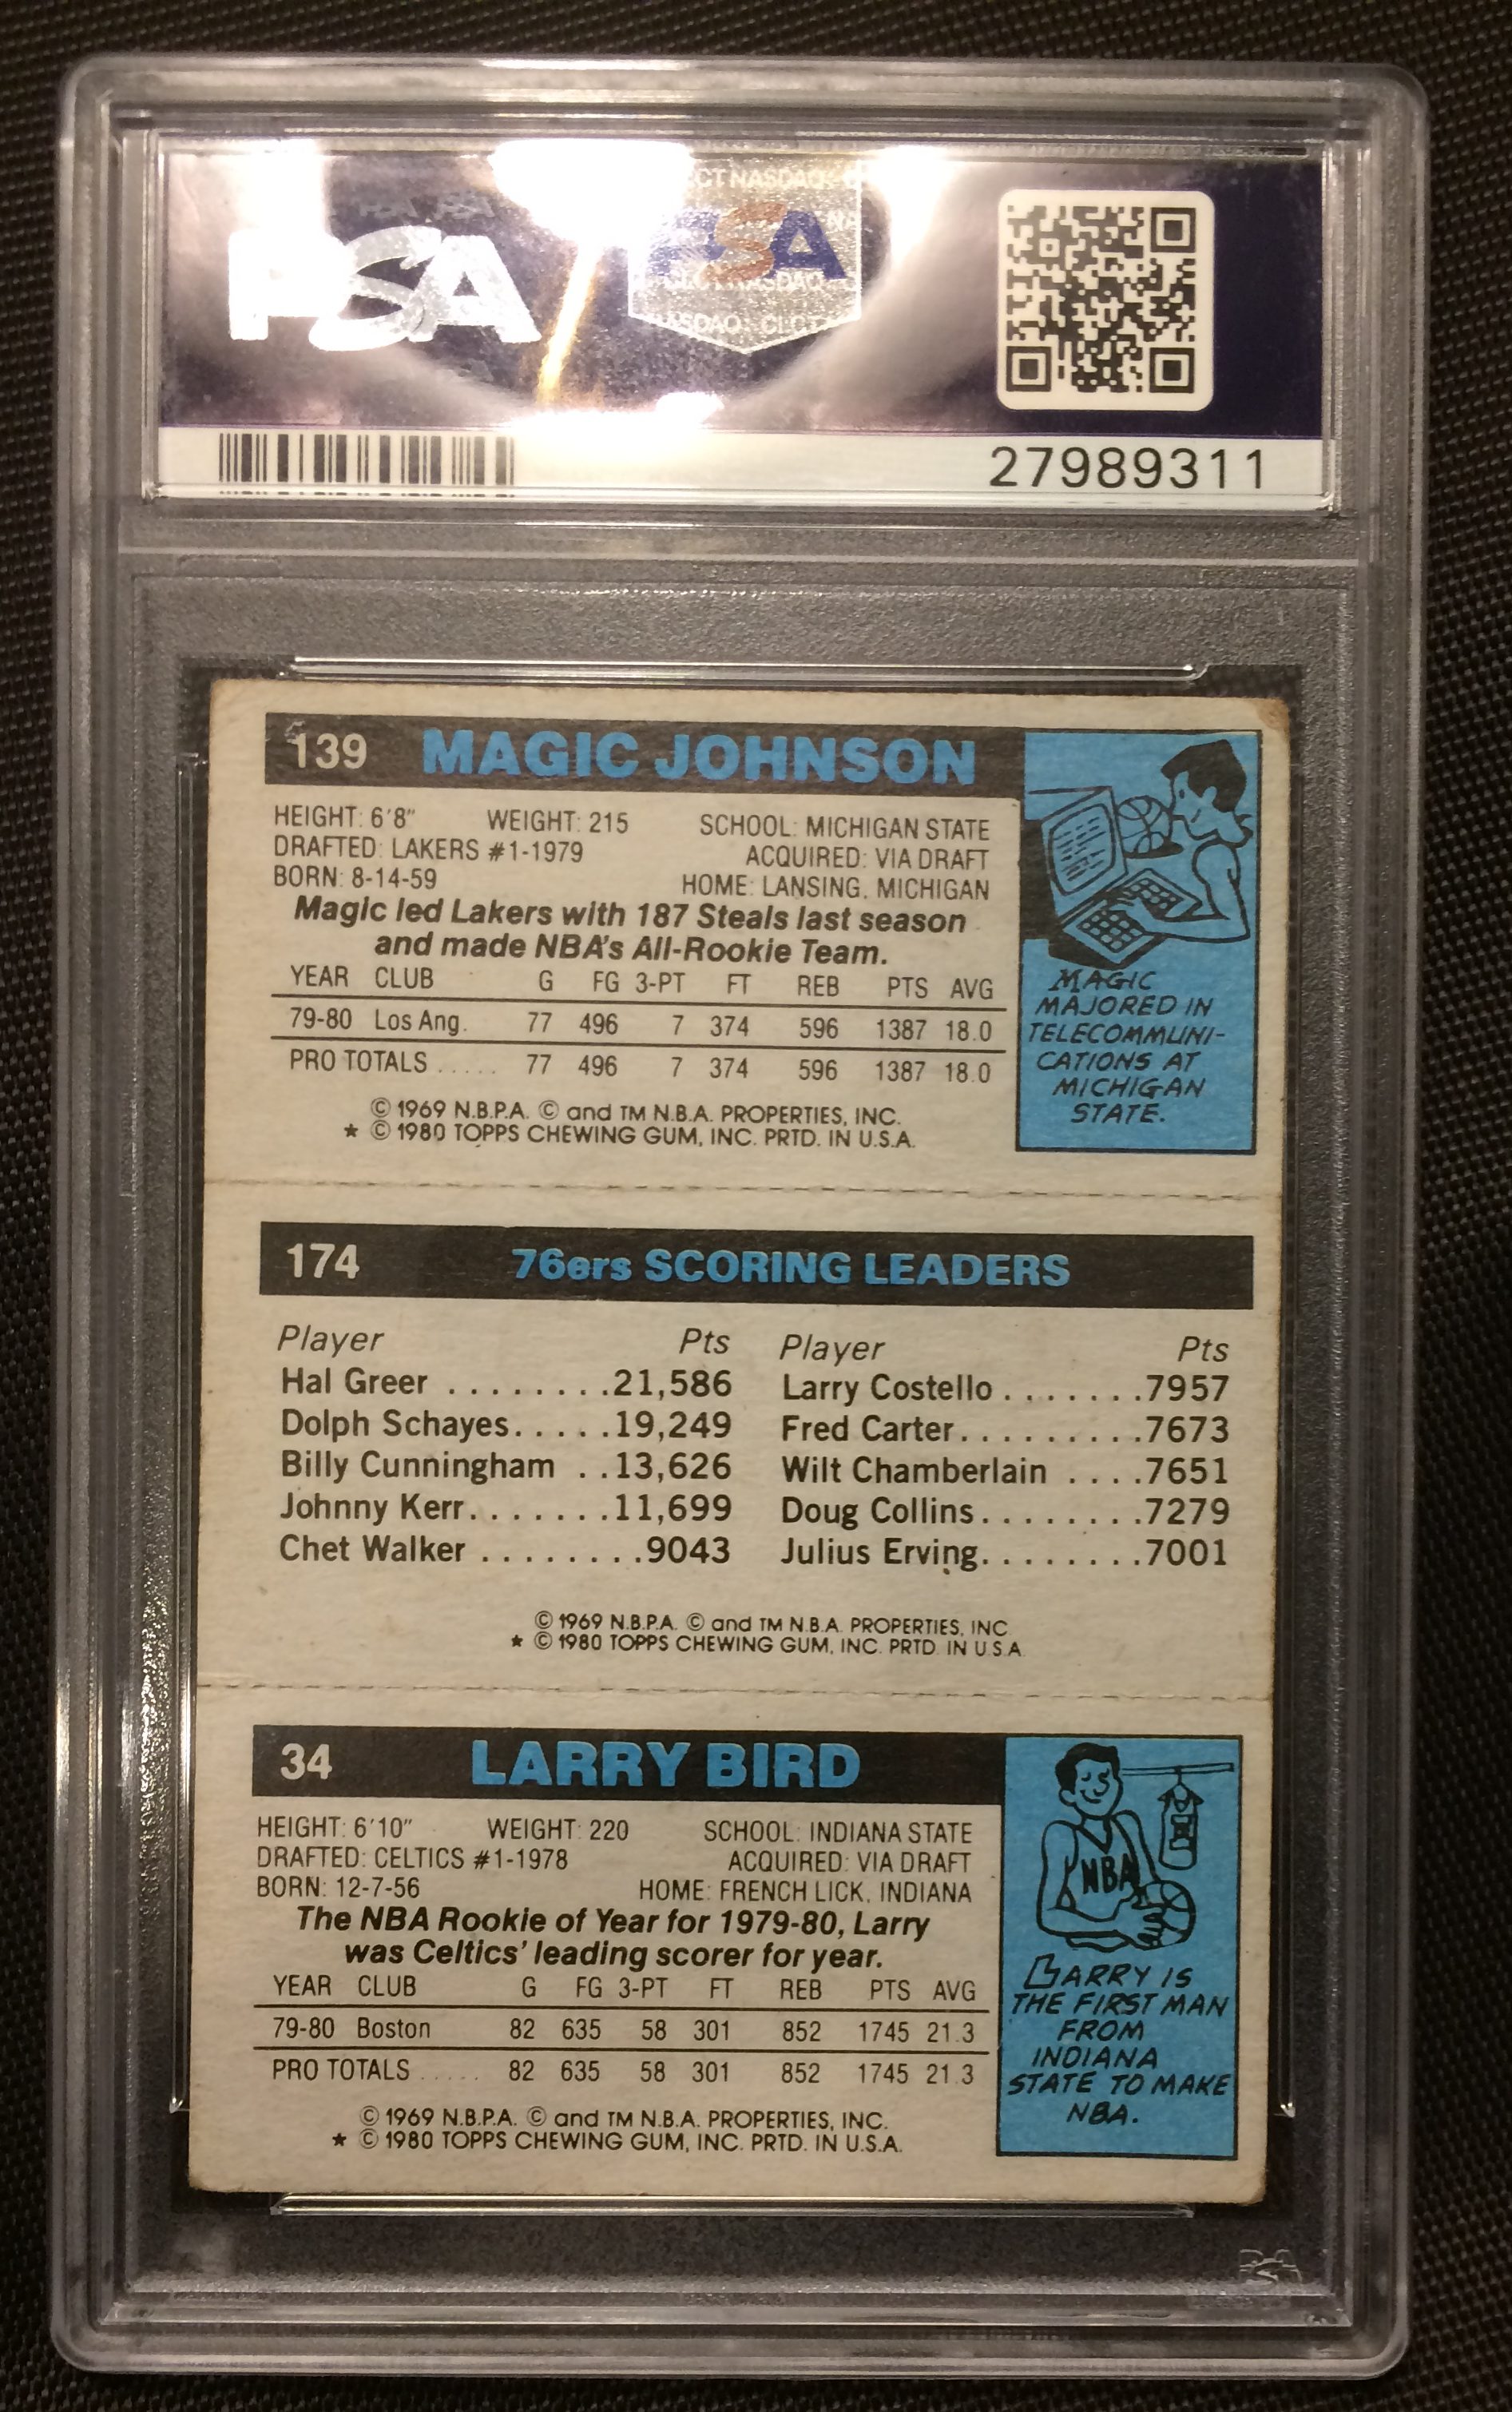 PSA
CT NASDAQ: C
PSA
NASDAQ: CLCT
27989311
139 MAGIC JOHNSON
HEIGHT: 6'8" WEIGHT: 215 SCHOOL: MICHIGAN STATE
DRAFTED: LAKERS #1-1979 ACQUIRED: VIA DRAFT
BORN: 8-14-59 HOME: LANSING, MICHIGAN
Magic led Lakers with 187 Steals last season
and made NBA's All-Rookie Team.
YEAR CLUB G FG 3-PT FT REB PTS AVG
79-80 Los Ang. 77 496 7 374 596 1387 18.0
PRO TOTALS ..... 77 496 7 374 596 1387 18.0
© 1969 N.B.P.A. © and TM N.B.A. PROPERTIES, INC.
★ © 1980 TOPPS CHEWING GUM, INC. PRTD. IN U.S.A.
MAGIC
MAJORED IN
TELECOMMUNI-
CATIONS AT
MICHIGAN
STATE.
174 76ers SCORING LEADERS
Player Pts Player Pts
Hal Greer ........21,586 Larry Costello.......7957
Dolph Schayes.....19,249 Fred Carter.........7673
Billy Cunningham ..13,626 Wilt Chamberlain ....7651
Johnny Kerr.......11,699 Doug Collins........7279
Chet Walker ........9043 Julius Erving........7001
© 1969 N.B.P.A. © and TM N.B.A. PROPERTIES, INC.
★ © 1980 TOPPS CHEWING GUM, INC. PRTD. IN U.S.A.
34 LARRY BIRD
HEIGHT: 6'10" WEIGHT: 220 SCHOOL: INDIANA STATE
DRAFTED: CELTICS #1-1978 ACQUIRED: VIA DRAFT
BORN: 12-7-56 HOME: FRENCH LICK, INDIANA
The NBA Rookie of Year for 1979-80, Larry
was Celtics' leading scorer for year.
YEAR CLUB G FG 3-PT FT REB PTS AVG
79-80 Boston 82 635 58 301 852 1745 21.3
PRO TOTALS ..... 82 635 58 301 852 1745 21.3
© 1969 N.B.P.A. © and TM N.B.A. PROPERTIES, INC.
★ © 1980 TOPPS CHEWING GUM, INC. PRTD. IN U.S.A.
NBA
LARRY IS
THE FIRST MAN
FROM
INDIANA
STATE TO MAKE
NBA.